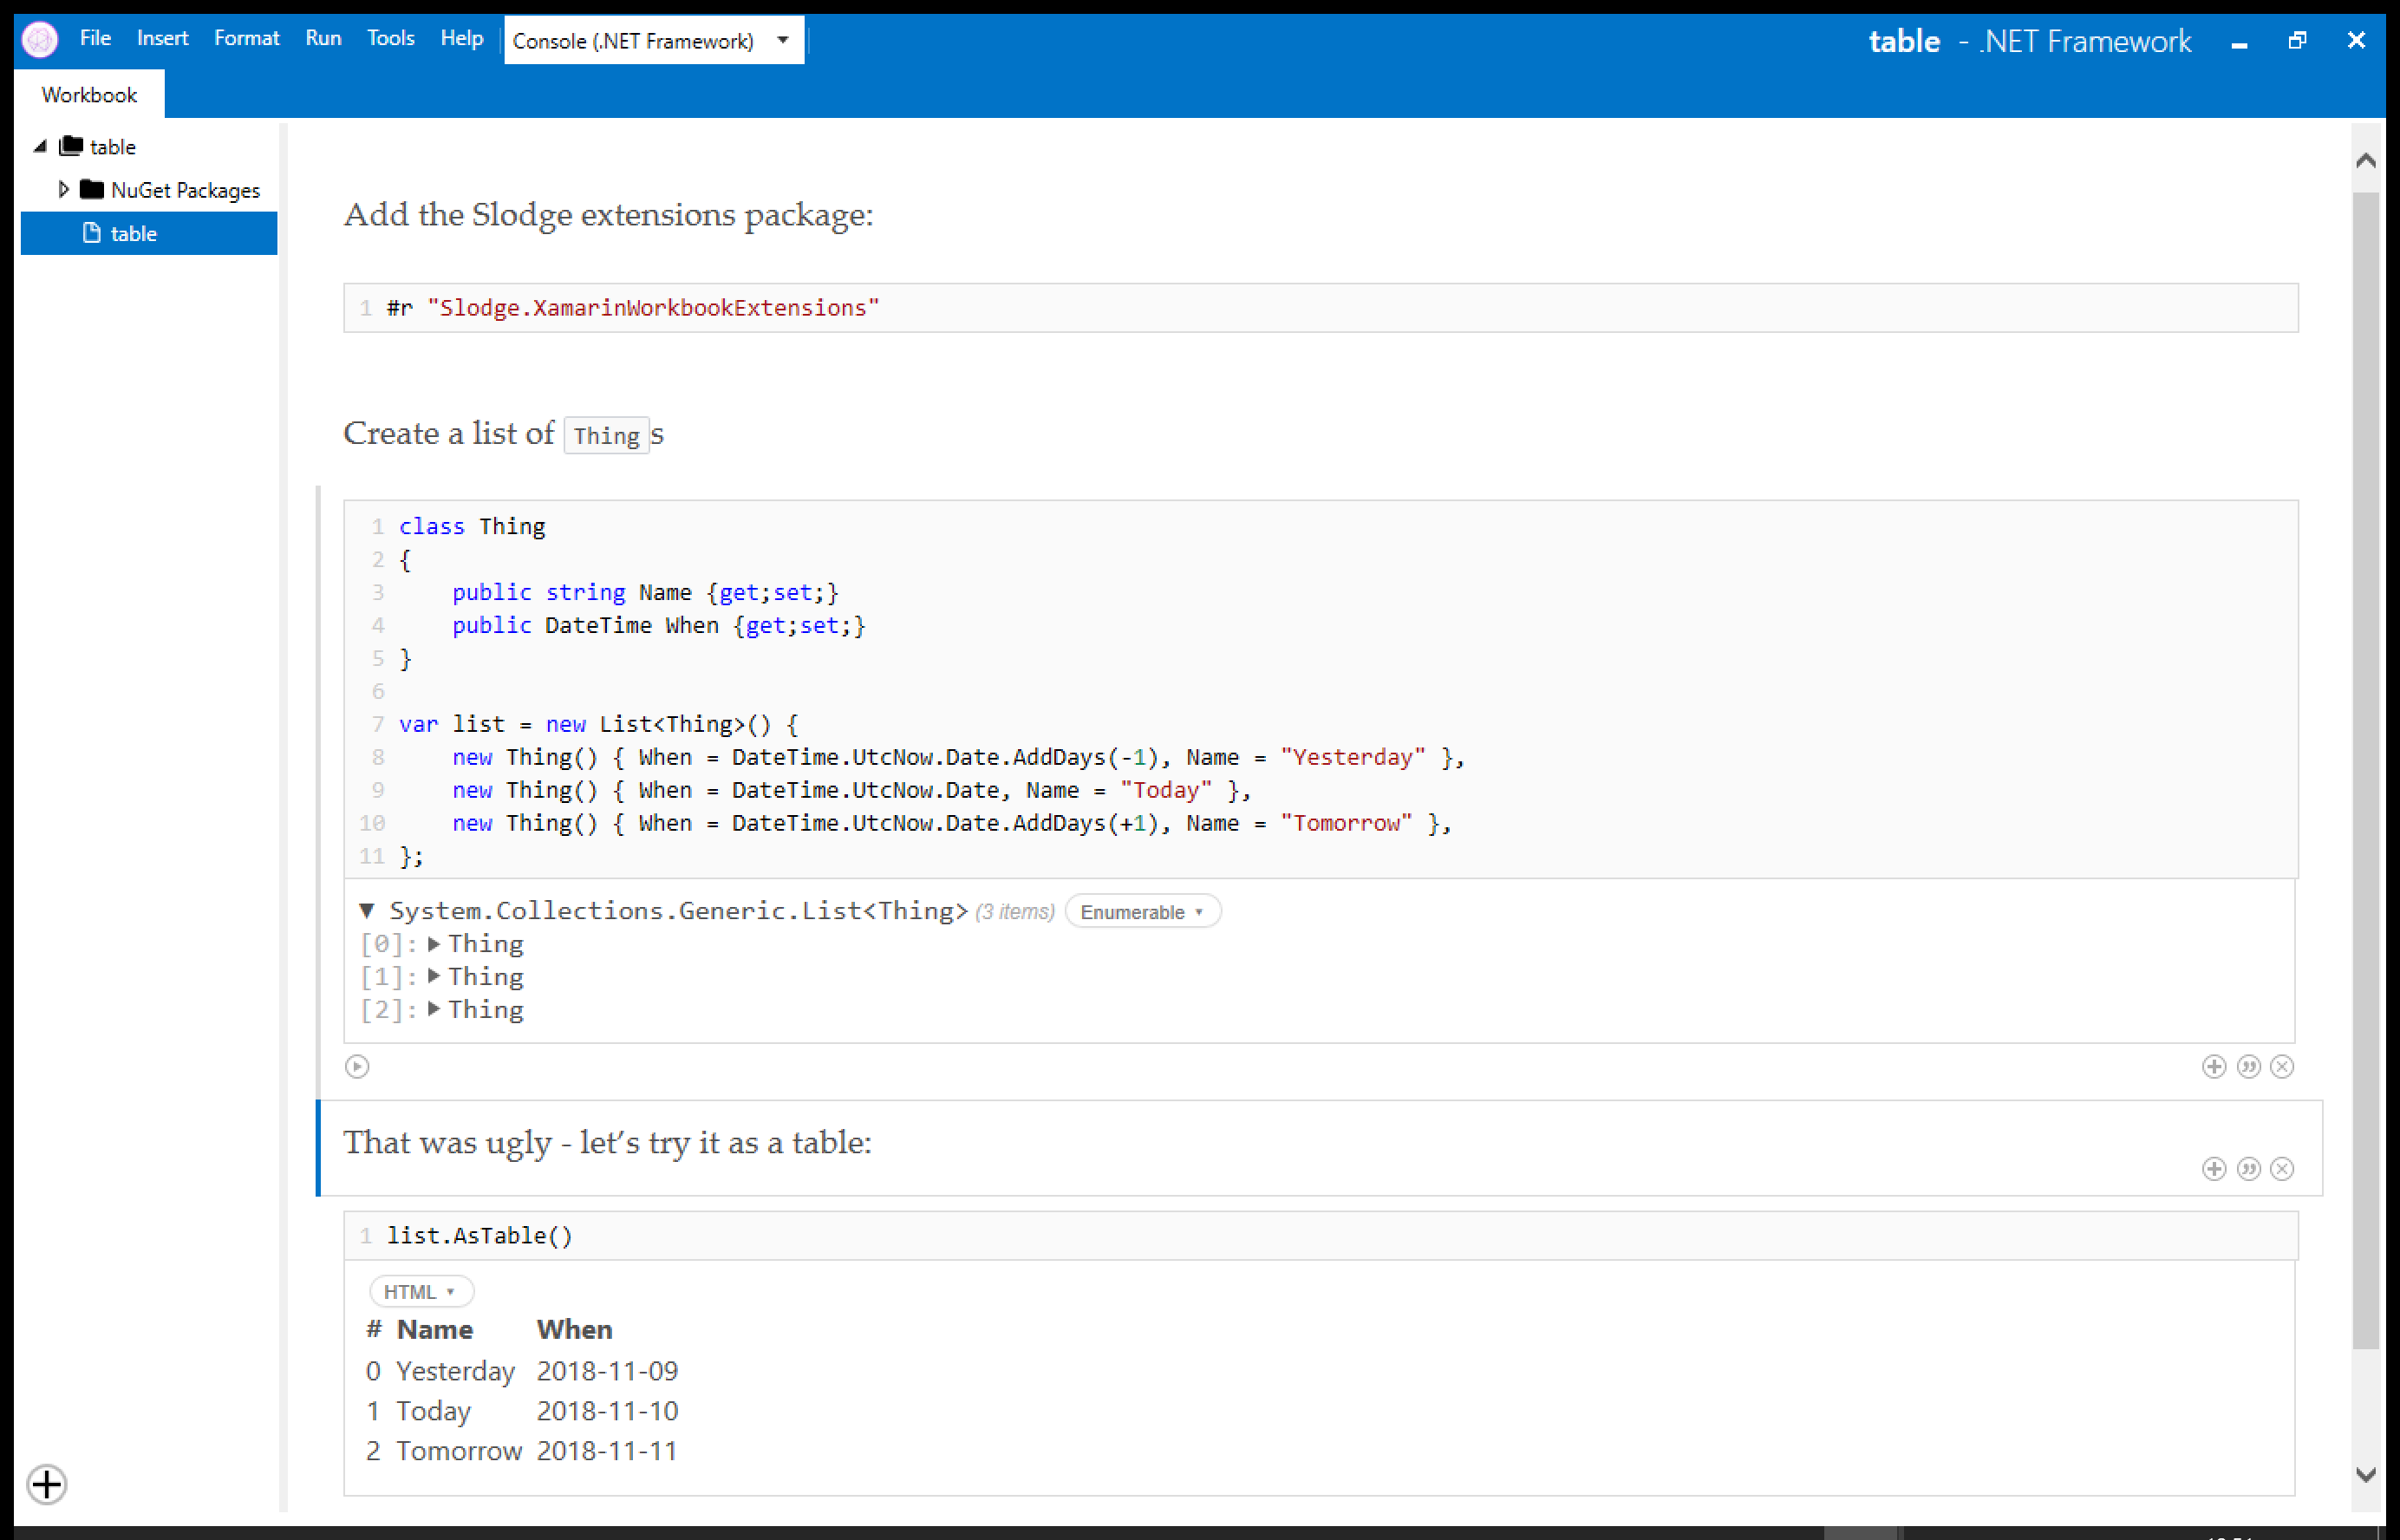 File Insert Format Run Tools Help Console (.NET Framework) table - .NET Framework
Workbook
table
NuGet Packages
table
Add the Slodge extensions package:
1 #r "Slodge.XamarinWorkbookExtensions"
Create a list of Things
1 class Thing
2 {
3     public string Name {get;set;}
4     public DateTime When {get;set;}
5 }
6
7 var list = new List<Thing>() {
8     new Thing() { When = DateTime.UtcNow.Date.AddDays(-1), Name = "Yesterday" },
9     new Thing() { When = DateTime.UtcNow.Date, Name = "Today" },
10     new Thing() { When = DateTime.UtcNow.Date.AddDays(+1), Name = "Tomorrow" },
11 };
System.Collections.Generic.List<Thing> (3 items) Enumerable
[0]: Thing
[1]: Thing
[2]: Thing
That was ugly - let’s try it as a table:
1 list.AsTable()
HTML
# Name When
0 Yesterday 2018-11-09
1 Today 2018-11-10
2 Tomorrow 2018-11-11